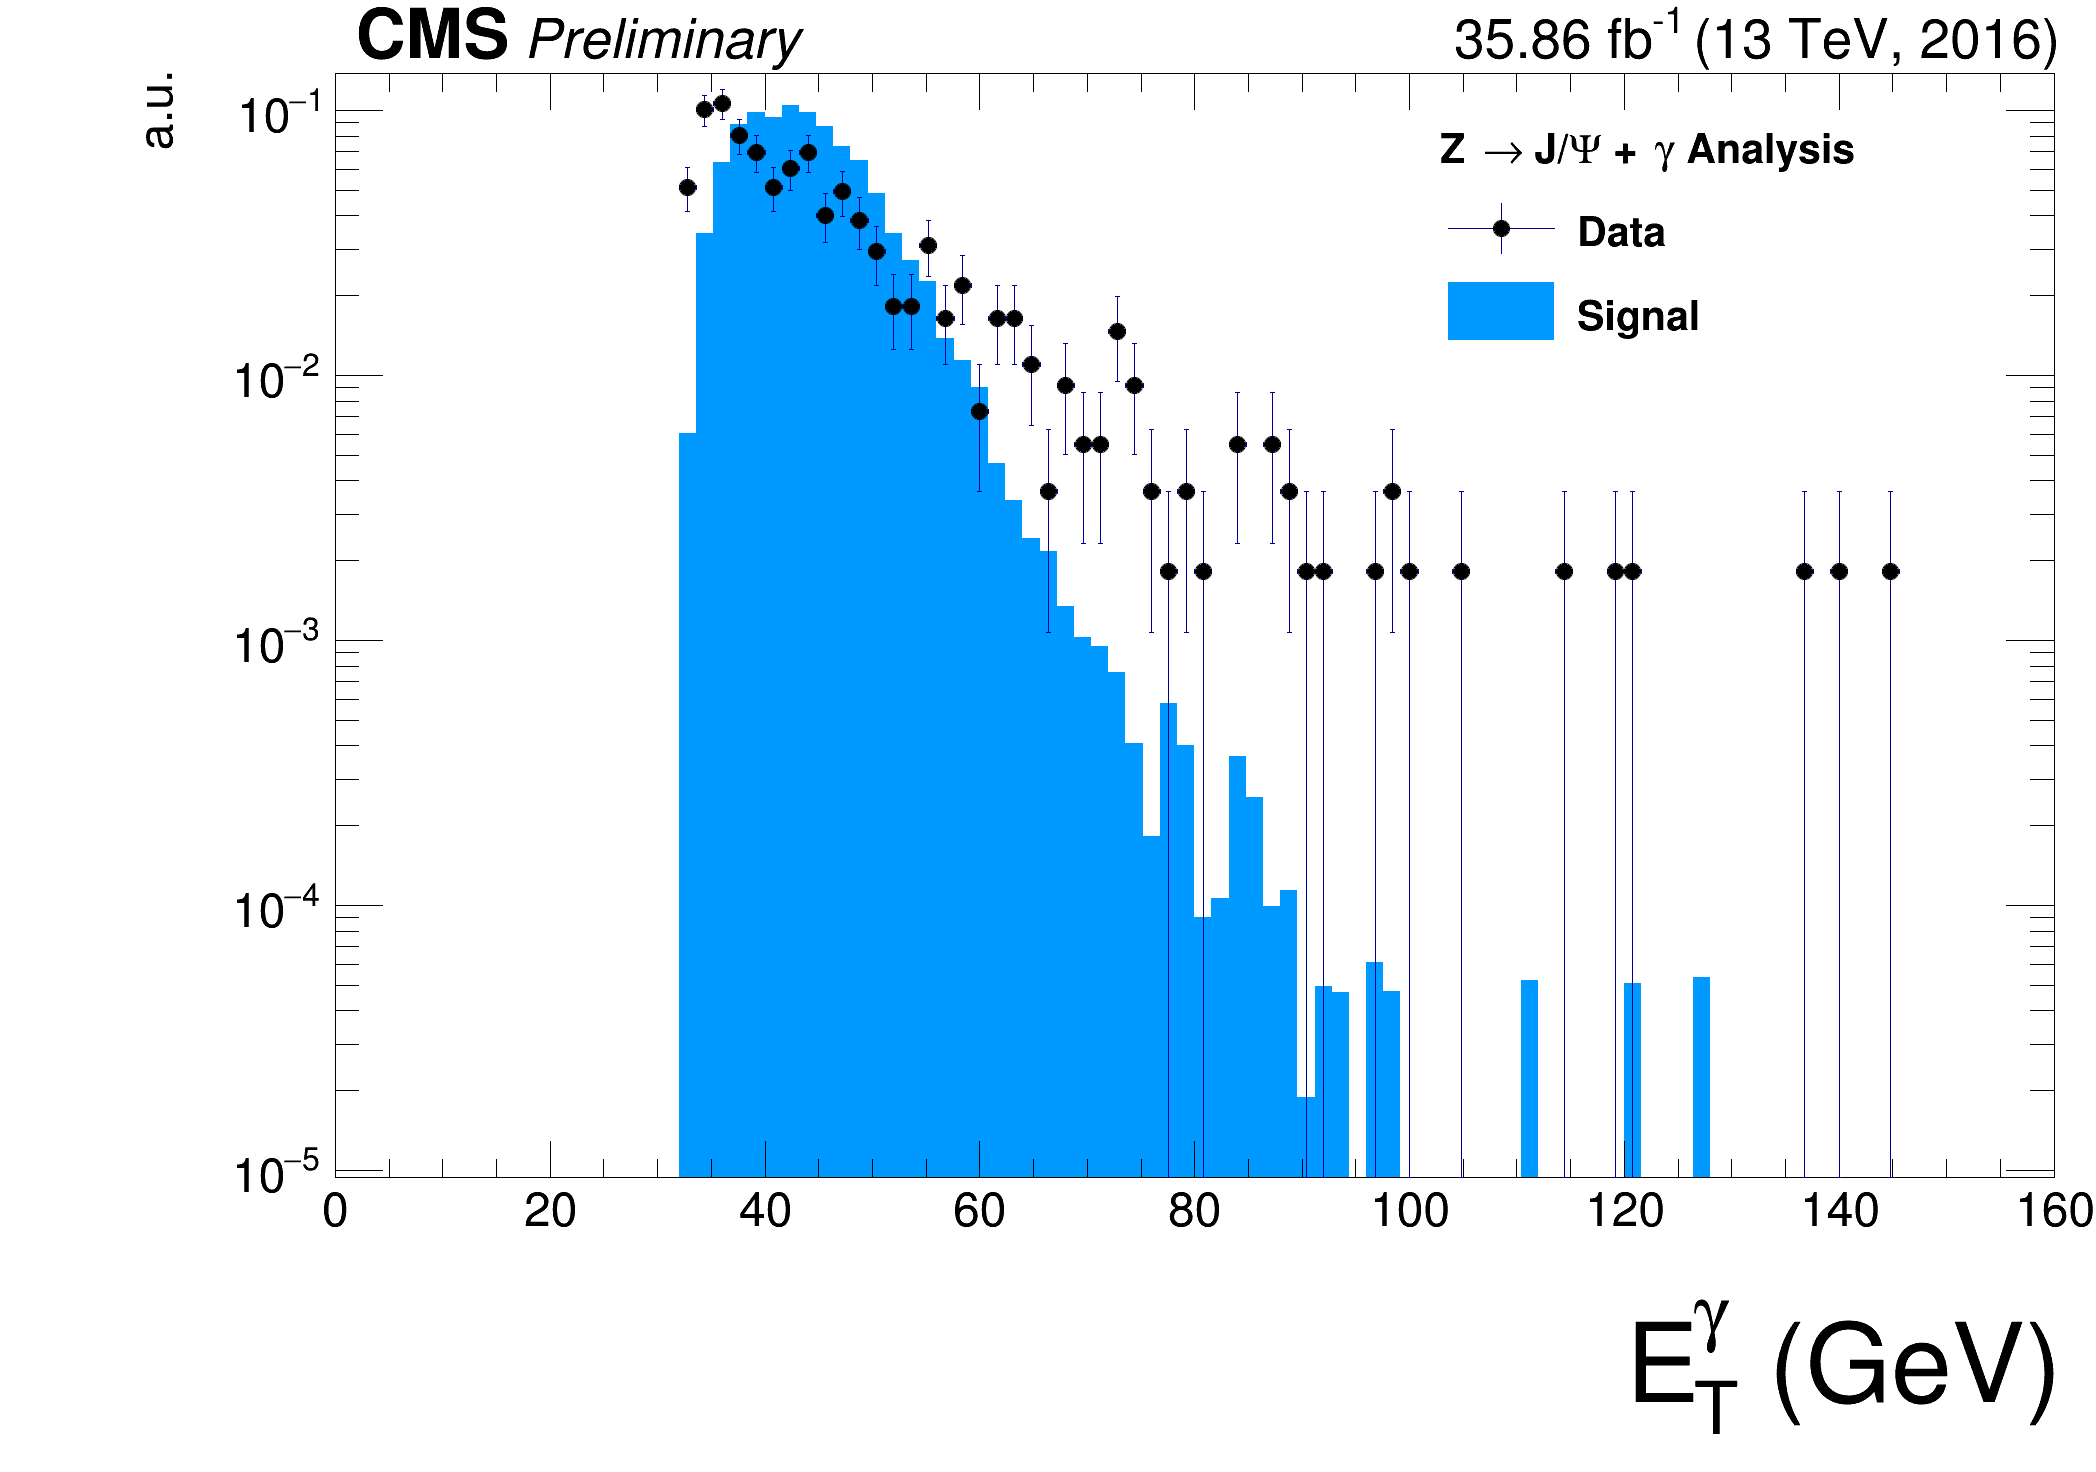 CMS Preliminary 35.86 fb⁻¹ (13 TeV, 2016)
a.u.
Z → J/Ψ + γ Analysis
Data
Signal
10⁻¹
10⁻²
10⁻³
10⁻⁴
10⁻⁵
0 20 40 60 80 100 120 140 160
E_T^γ (GeV)